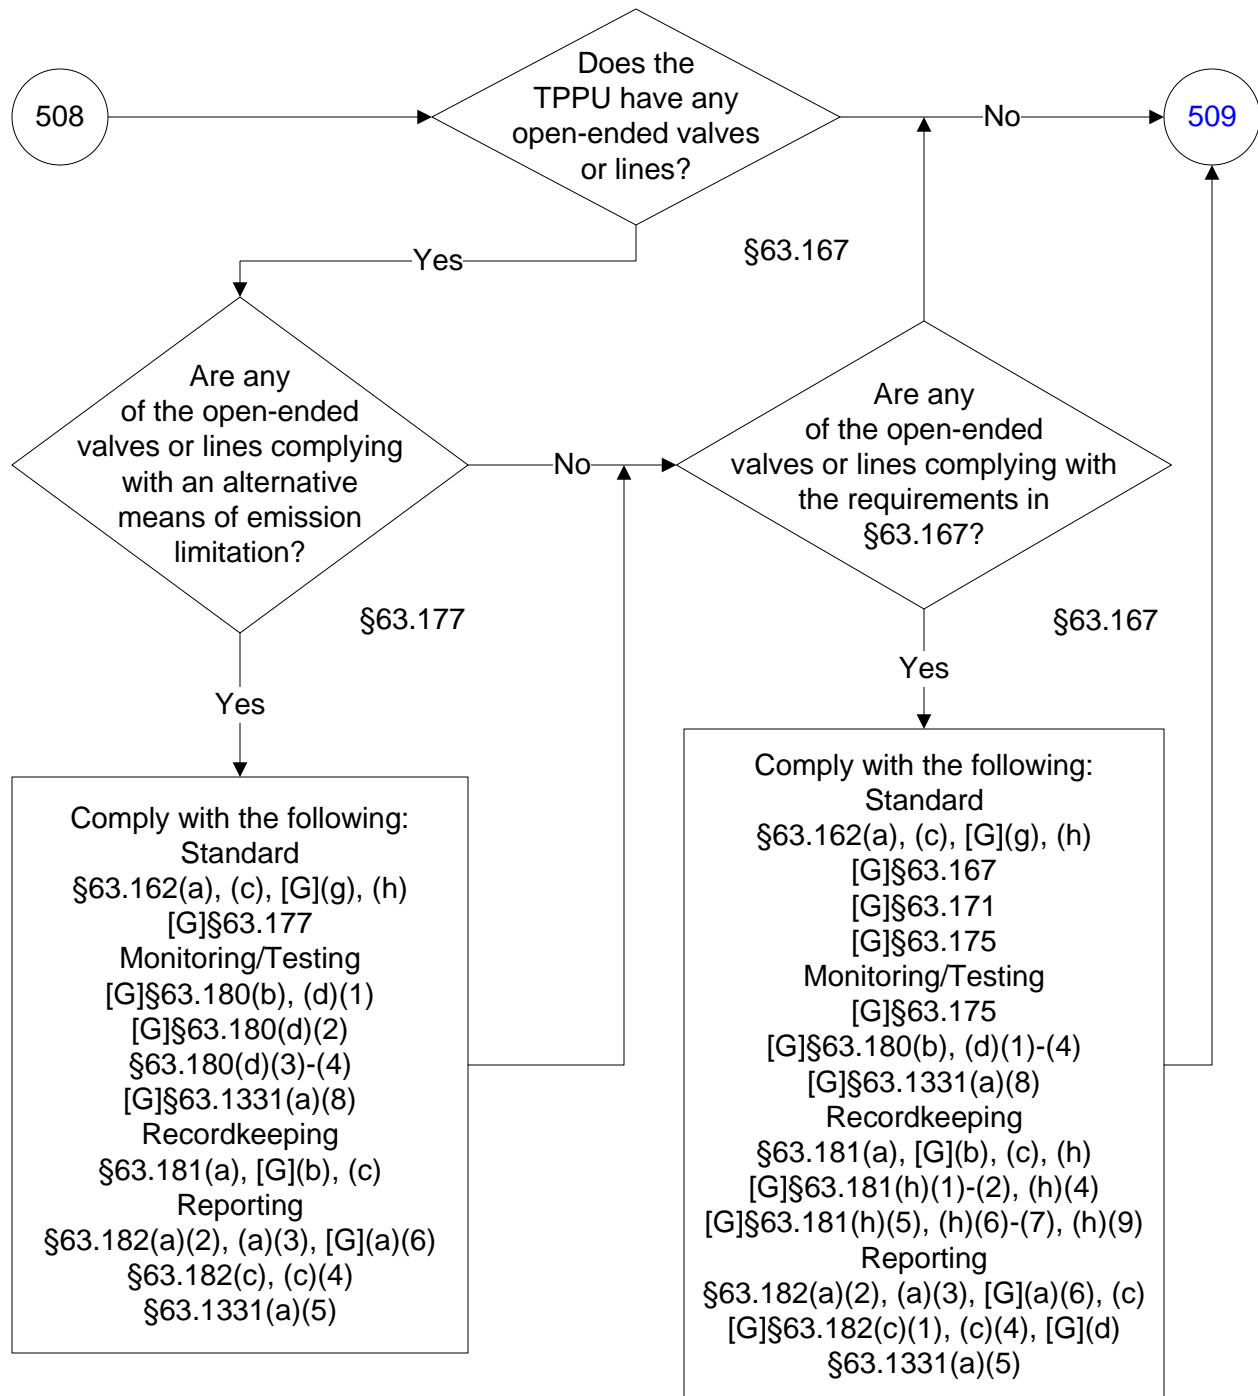 508
Does the
TPPU have any
open-ended valves
or lines?
No
509
Yes
§63.167
Are any
of the open-ended
valves or lines complying
with an alternative
means of emission
limitation?
No
Are any
of the open-ended
valves or lines complying with
the requirements in
§63.167?
§63.177
§63.167
Yes
Yes
Comply with the following:
Standard
§63.162(a), (c), [G](g), (h)
[G]§63.177
Monitoring/Testing
[G]§63.180(b), (d)(1)
[G]§63.180(d)(2)
§63.180(d)(3)-(4)
[G]§63.1331(a)(8)
Recordkeeping
§63.181(a), [G](b), (c)
Reporting
§63.182(a)(2), (a)(3), [G](a)(6)
§63.182(c), (c)(4)
§63.1331(a)(5)
Comply with the following:
Standard
§63.162(a), (c), [G](g), (h)
[G]§63.167
[G]§63.171
[G]§63.175
Monitoring/Testing
[G]§63.175
[G]§63.180(b), (d)(1)-(4)
[G]§63.1331(a)(8)
Recordkeeping
§63.181(a), [G](b), (c), (h)
[G]§63.181(h)(1)-(2), (h)(4)
[G]§63.181(h)(5), (h)(6)-(7), (h)(9)
Reporting
§63.182(a)(2), (a)(3), [G](a)(6), (c)
[G]§63.182(c)(1), (c)(4), [G](d)
§63.1331(a)(5)